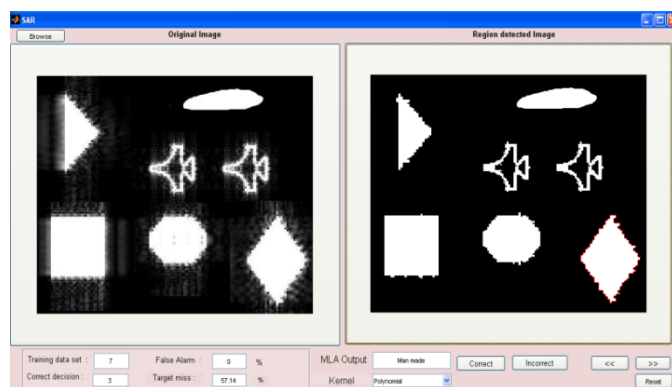 SAR
Browse Original Image Region detected Image
Training data set : 7 False Alarm : 0 % MLA Output Man made Correct Incorrect << >>
Correct decision : 3 Target miss : 57.14 % Kernel Polynomial Reset